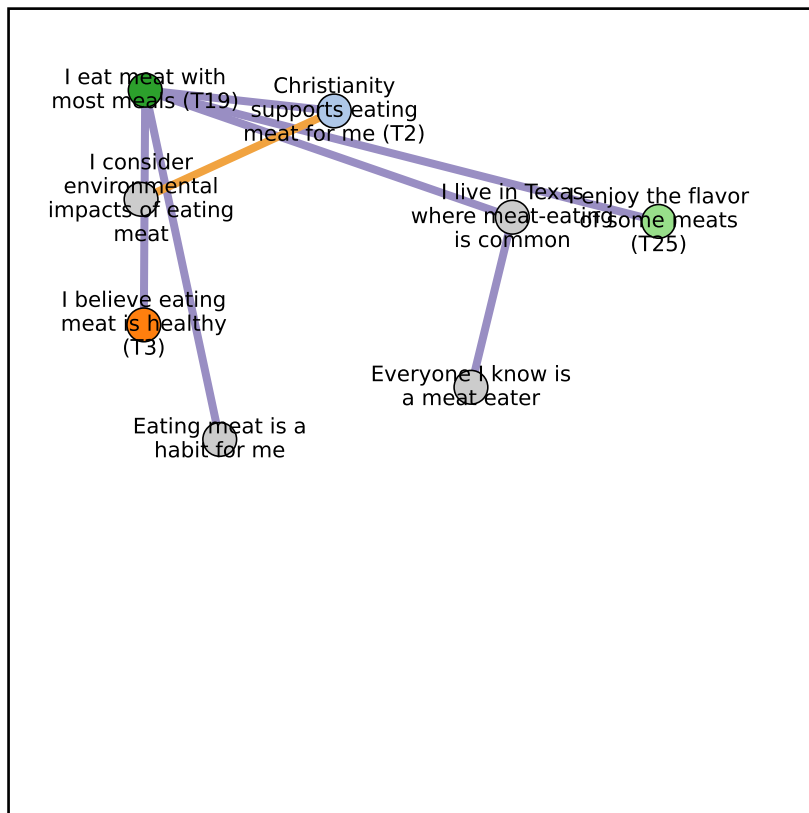 I eat meat with
most meals (T19)
Christianity
supports eating
meat for me (T2)
I consider
environmental
impacts of eating
meat
I live in Texas
where meat-eating
is common
I enjoy the flavor
of some meats
(T25)
I believe eating
meat is healthy
(T3)
Everyone I know is
a meat eater
Eating meat is a
habit for me